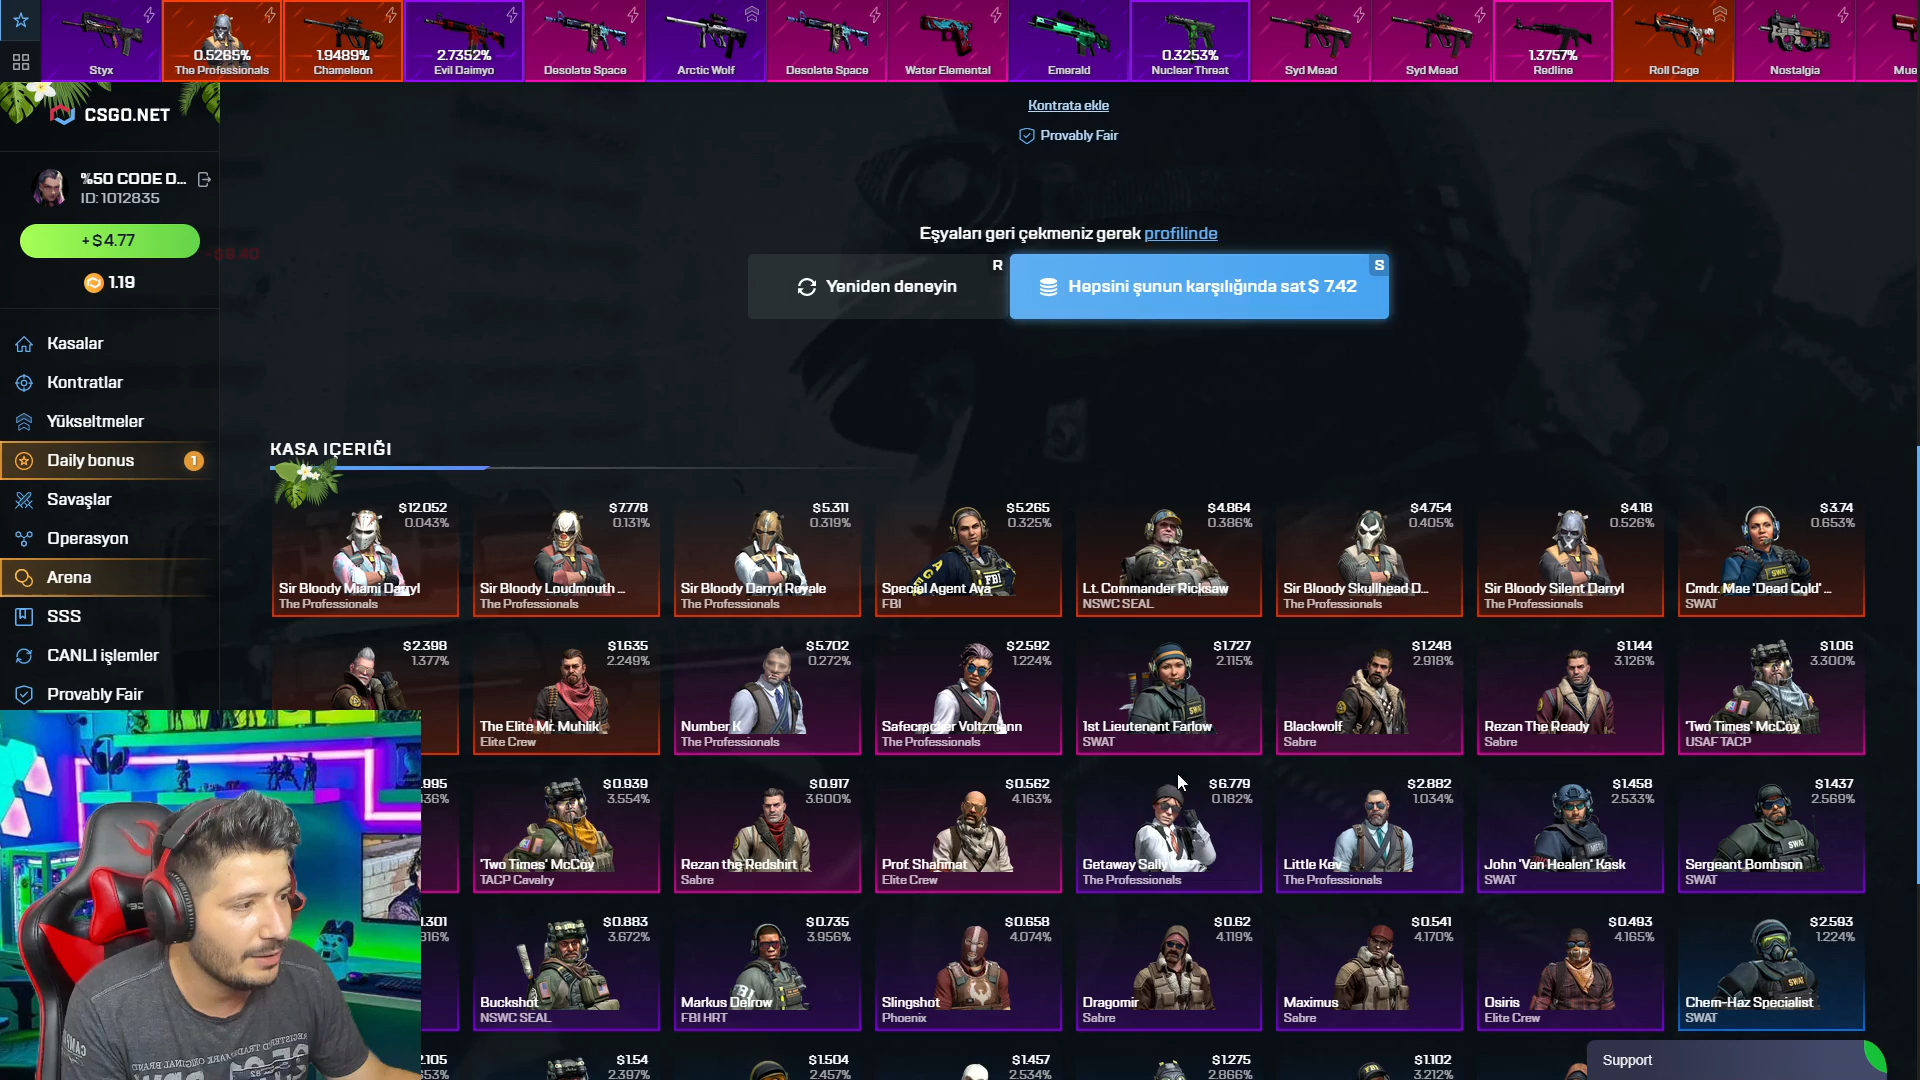 Styx
0.5265%
The Professionals
1.9489%
Chameleon
2.7352%
Evil Daimyo
Desolate Space
Arctic Wolf
Desolate Space
Water Elemental
Emerald
0.3253%
Nuclear Threat
Syd Mead
Syd Mead
1.3757%
Redline
Roll Cage
Nostalgia
CSGO.NET
%50 CODE D...
ID: 1012835
+$4.77
1.19
Kasalar
Kontratlar
Yükseltmeler
Daily bonus 1
Savaşlar
Operasyon
Arena
SSS
CANLI işlemler
Provably Fair
Kontrata ekle
Provably Fair
Eşyaları geri çekmeniz gerek profilinde
Yeniden deneyin R
Hepsini şunun karşılığında sat $ 7.42 S
KASA IÇERIĞI
$12.052
0.043%
Sir Bloody Miami Darryl
The Professionals
$7.778
0.131%
Sir Bloody Loudmouth ...
The Professionals
$5.311
0.319%
Sir Bloody Darryl Royale
The Professionals
$5.265
0.325%
Special Agent Ava
FBI
$4.864
0.386%
Lt. Commander Ricksaw
NSWC SEAL
$4.754
0.405%
Sir Bloody Skullhead D...
The Professionals
$4.18
0.526%
Sir Bloody Silent Darryl
The Professionals
$3.74
0.653%
Cmdr. Mae 'Dead Cold' ...
SWAT
$2.398
1.377%
$1.635
2.249%
The Elite Mr. Muhlik
Elite Crew
$5.702
0.272%
Number K
The Professionals
$2.592
1.224%
Safecracker Voltzmann
The Professionals
$1.727
2.115%
1st Lieutenant Farlow
SWAT
$1.248
2.918%
Blackwolf
Sabre
$1.144
3.126%
Rezan The Ready
Sabre
$1.06
3.300%
'Two Times' McCoy
USAF TACP
$0.939
3.554%
'Two Times' McCoy
TACP Cavalry
$0.917
3.600%
Rezan the Redshirt
Sabre
$0.562
4.163%
Prof. Shahmat
Elite Crew
$6.779
0.182%
Getaway Sally
The Professionals
$2.882
1.034%
Little Kev
The Professionals
$1.458
2.533%
John 'Van Healen' Kask
SWAT
$1.437
2.569%
Sergeant Bombson
SWAT
$0.883
3.672%
Buckshot
NSWC SEAL
$0.735
3.956%
Markus Delrow
FBI HRT
$0.658
4.074%
Slingshot
Phoenix
$0.62
4.119%
Dragomir
Sabre
$0.541
4.170%
Maximus
Sabre
$0.493
4.165%
Osiris
Elite Crew
$2.593
1.224%
Chem-Haz Specialist
SWAT
$1.54
2.397%
$1.504
2.457%
$1.457
2.534%
$1.275
2.866%
$1.102
3.212%
Support